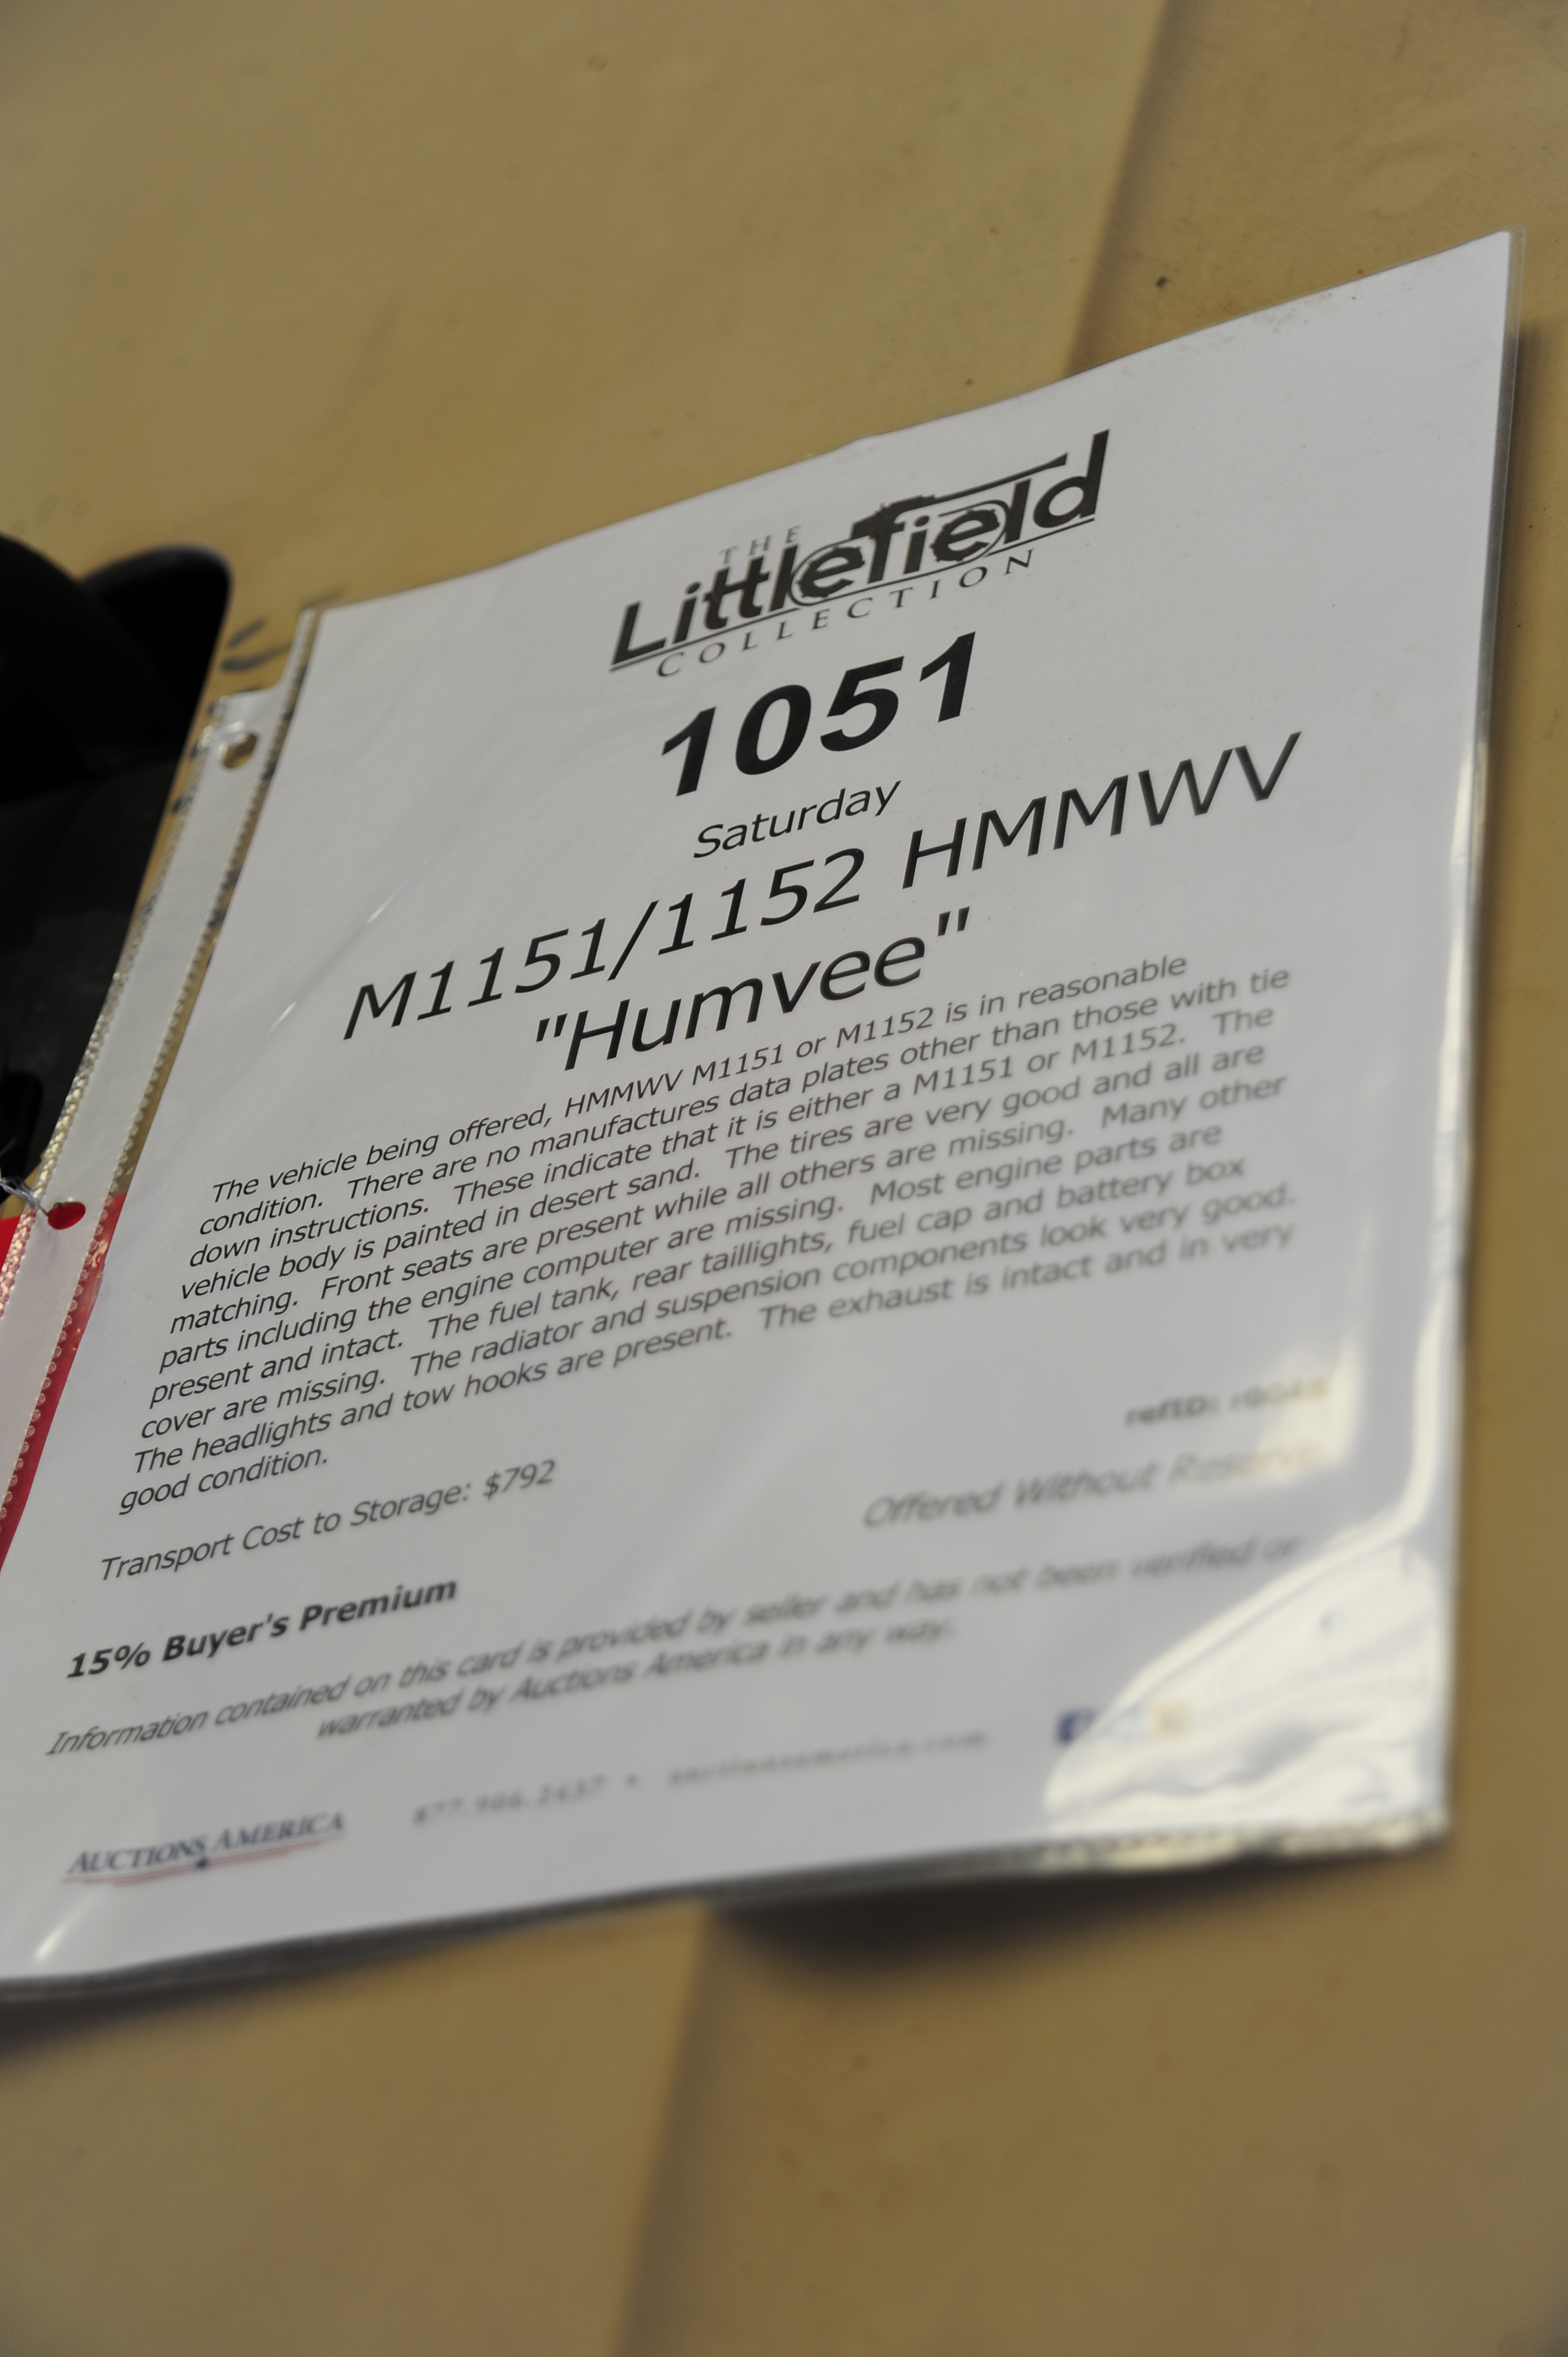 THE
Littlefield
COLLECTION
1051
Saturday
M1151/1152 HMMWV
"Humvee"
The vehicle being offered, HMMWV M1151 or M1152 is in reasonable
condition. There are no manufactures data plates other than those with tie
down instructions. These indicate that it is either a M1151 or M1152. The
vehicle body is painted in desert sand. The tires are very good and all are
matching. Front seats are present while all others are missing. Many other
parts including the engine computer are missing. Most engine parts are
present and intact. The fuel tank, rear taillights, fuel cap and battery box
cover are missing. The radiator and suspension components look very good.
The headlights and tow hooks are present. The exhaust is intact and in very
good condition.
refID:
Transport Cost to Storage: $792
Offered Without Reserve
15% Buyer's Premium
Information contained on this card is provided by seller and has not been verified or
warranted by Auctions America in any way.
AUCTIONS AMERICA
877.906.2437 • auctionsamerica.com